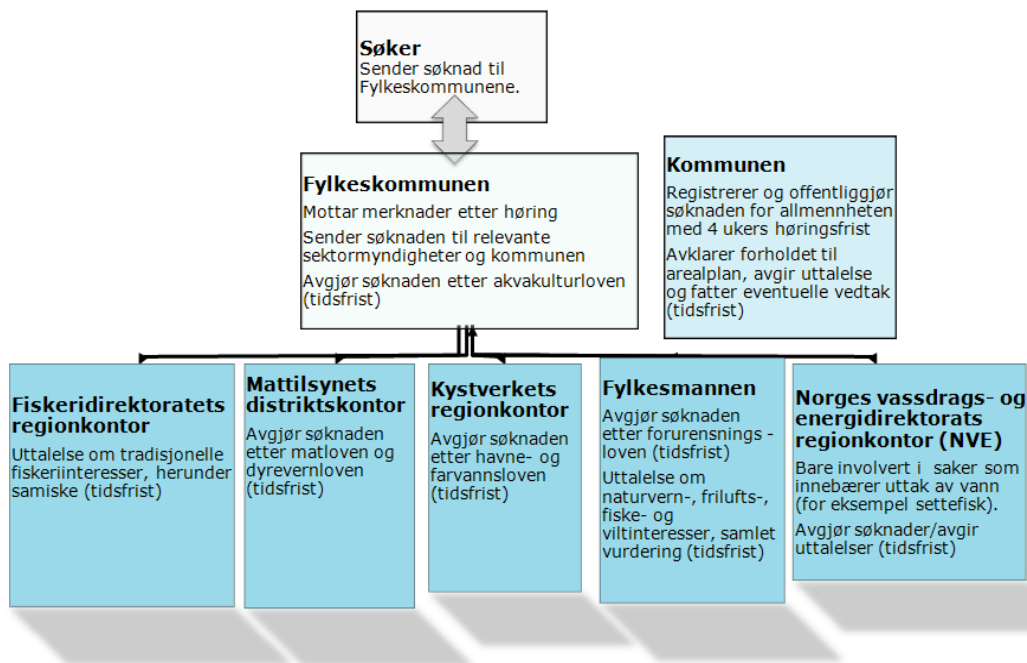 Søker
Sender søknad til
Fylkeskommunene.
Fylkeskommunen
Mottar merknader etter høring
Sender søknaden til relevante
sektormyndigheter og kommunen
Avgjør søknaden etter akvakulturloven
(tidsfrist)
Kommunen
Registrerer og offentliggjør
søknaden for allmennheten
med 4 ukers høringsfrist
Avklarer forholdet til
arealplan, avgir uttalelse
og fatter eventuelle vedtak
(tidsfrist)
Fiskeridirektoratets
regionkontor
Uttalelse om tradisjonelle
fiskeriinteresser, herunder
samiske (tidsfrist)
Mattilsynets
distriktskontor
Avgjør søknaden
etter matloven og
dyrevernloven
(tidsfrist)
Kystverkets
regionkontor
Avgjør søknaden
etter havne- og
farvannsloven
(tidsfrist)
Fylkesmannen
Avgjør søknaden
etter forurensnings -
loven (tidsfrist)
Uttalelse om
naturvern-, frilufts-,
fiske- og
viltinteresser, samlet
vurdering (tidsfrist)
Norges vassdrags- og
energidirektorats
regionkontor (NVE)
Bare involvert i  saker som
innebærer uttak av vann
(for eksempel settefisk).
Avgjør søknader/avgir
uttalelser (tidsfrist)